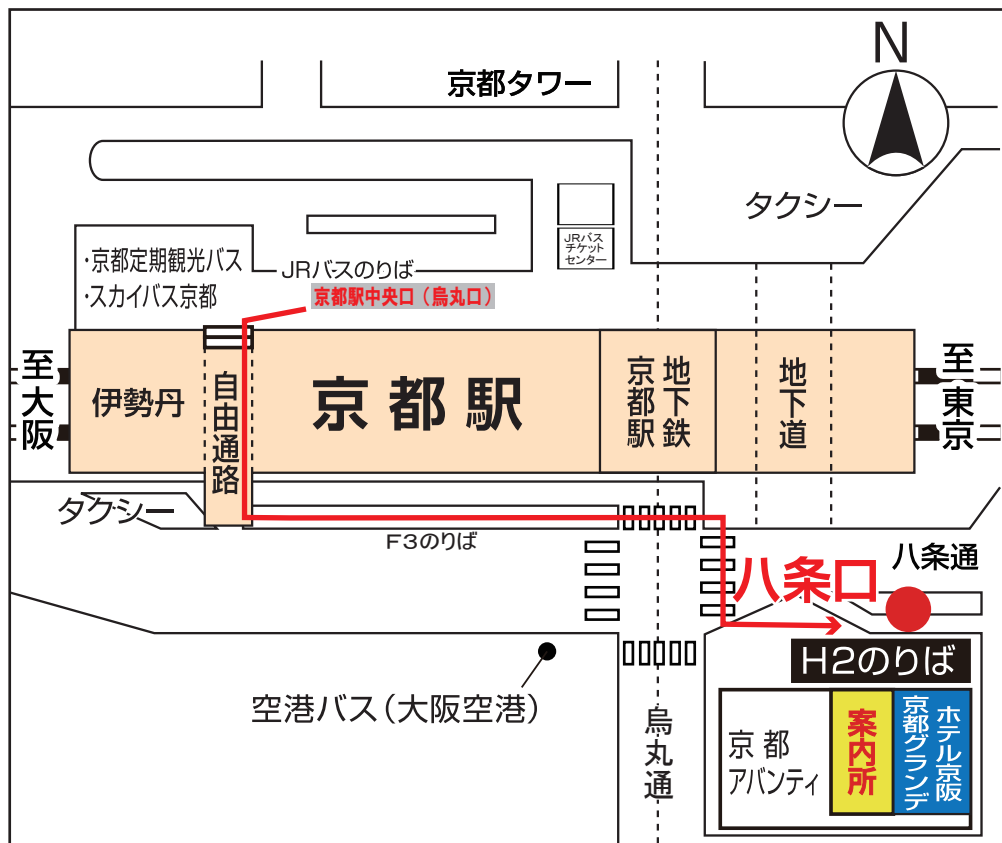 N
京都タワー
タクシー
JRバス
チケット
センター
・京都定期観光バス
・スカイバス京都
JRバスのりば
京都駅中央口(烏丸口)
至大阪
伊勢丹
自由通路
京都駅
地下鉄
京都駅
地下道
至東京
タクシー
F3のりば
八条通
八条口
H2のりば
空港バス(大阪空港)
烏丸通
京都
アバンティ
案内所
ホテル京阪
京都グランデ